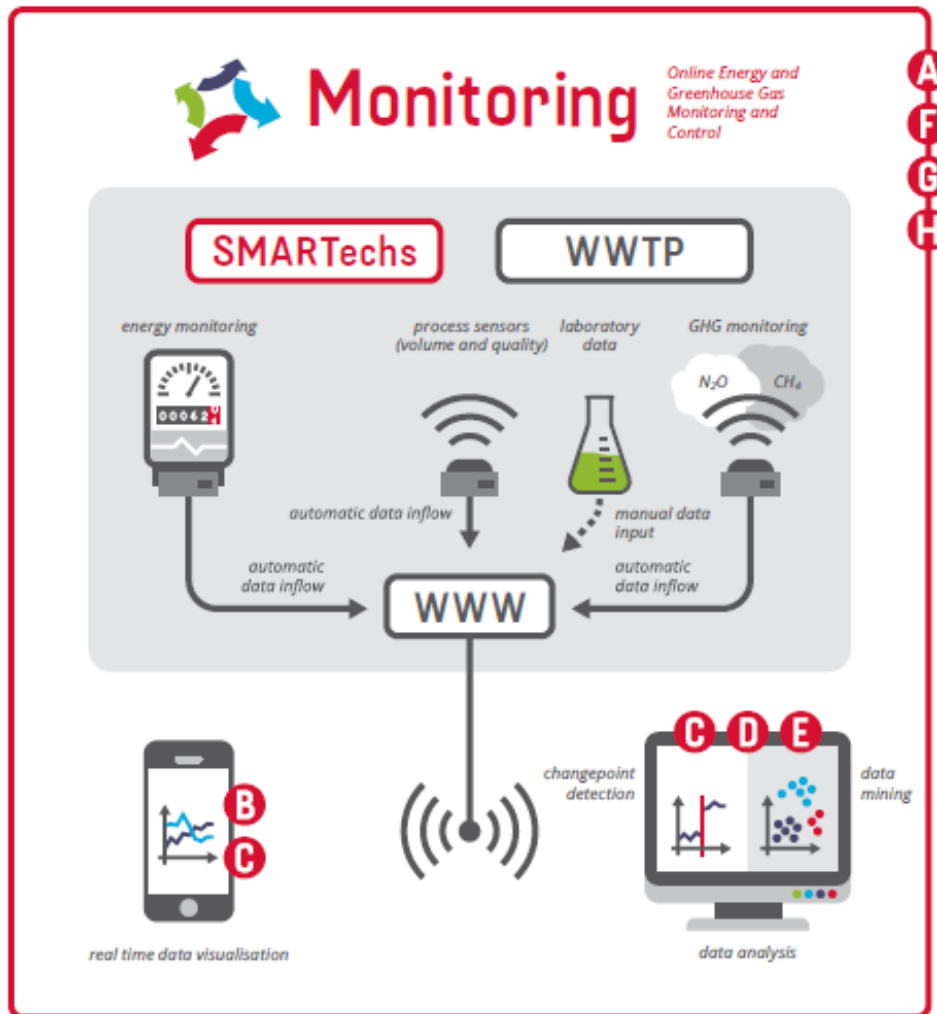 Monitoring
Online Energy and
Greenhouse Gas
Monitoring and
Control
A
F
G
H
SMARTechs
WWTP
energy monitoring
process sensors
(volume and quality)
laboratory
data
GHG monitoring
N₂O
CH₄
automatic data inflow
manual data
input
automatic
data inflow
automatic
data inflow
WWW
B
C
real time data visualisation
changepoint
detection
C D E
data
mining
data analysis